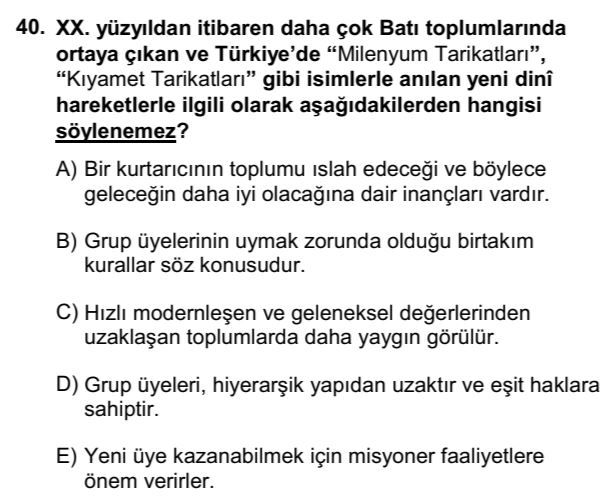 40. XX. yüzyıldan itibaren daha çok Batı toplumlarında
ortaya çıkan ve Türkiye’de “Milenyum Tarikatları”,
“Kıyamet Tarikatları” gibi isimlerle anılan yeni dinî
hareketlerle ilgili olarak aşağıdakilerden hangisi
söylenemez?
A) Bir kurtarıcının toplumu ıslah edeceği ve böylece
geleceğin daha iyi olacağına dair inançları vardır.
B) Grup üyelerinin uymak zorunda olduğu birtakım
kurallar söz konusudur.
C) Hızlı modernleşen ve geleneksel değerlerinden
uzaklaşan toplumlarda daha yaygın görülür.
D) Grup üyeleri, hiyerarşik yapıdan uzaktır ve eşit haklara
sahiptir.
E) Yeni üye kazanabilmek için misyoner faaliyetlere
önem verirler.